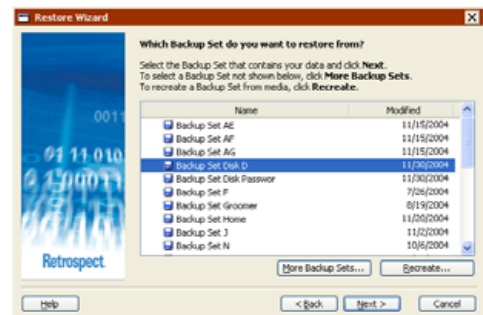 Restore Wizard
Which Backup Set do you want to restore from?
Select the Backup Set that contains your data and click Next.
To select a Backup Set not shown below, click More Backup Sets.
To recreate a Backup Set from media, click Recreate.
Name Modified
Backup Set AE 11/15/2004
Backup Set AF 11/15/2004
Backup Set AG 11/15/2004
Backup Set Disk D 11/30/2004
Backup Set Disk Passwor 11/30/2004
Backup Set F 7/26/2004
Backup Set Groomer 8/19/2004
Backup Set Home 11/20/2004
Backup Set J 11/2/2004
Backup Set N 10/6/2004
0011
01 11 010
Retrospect
More Backup Sets... Recreate...
Help < Back Next > Cancel